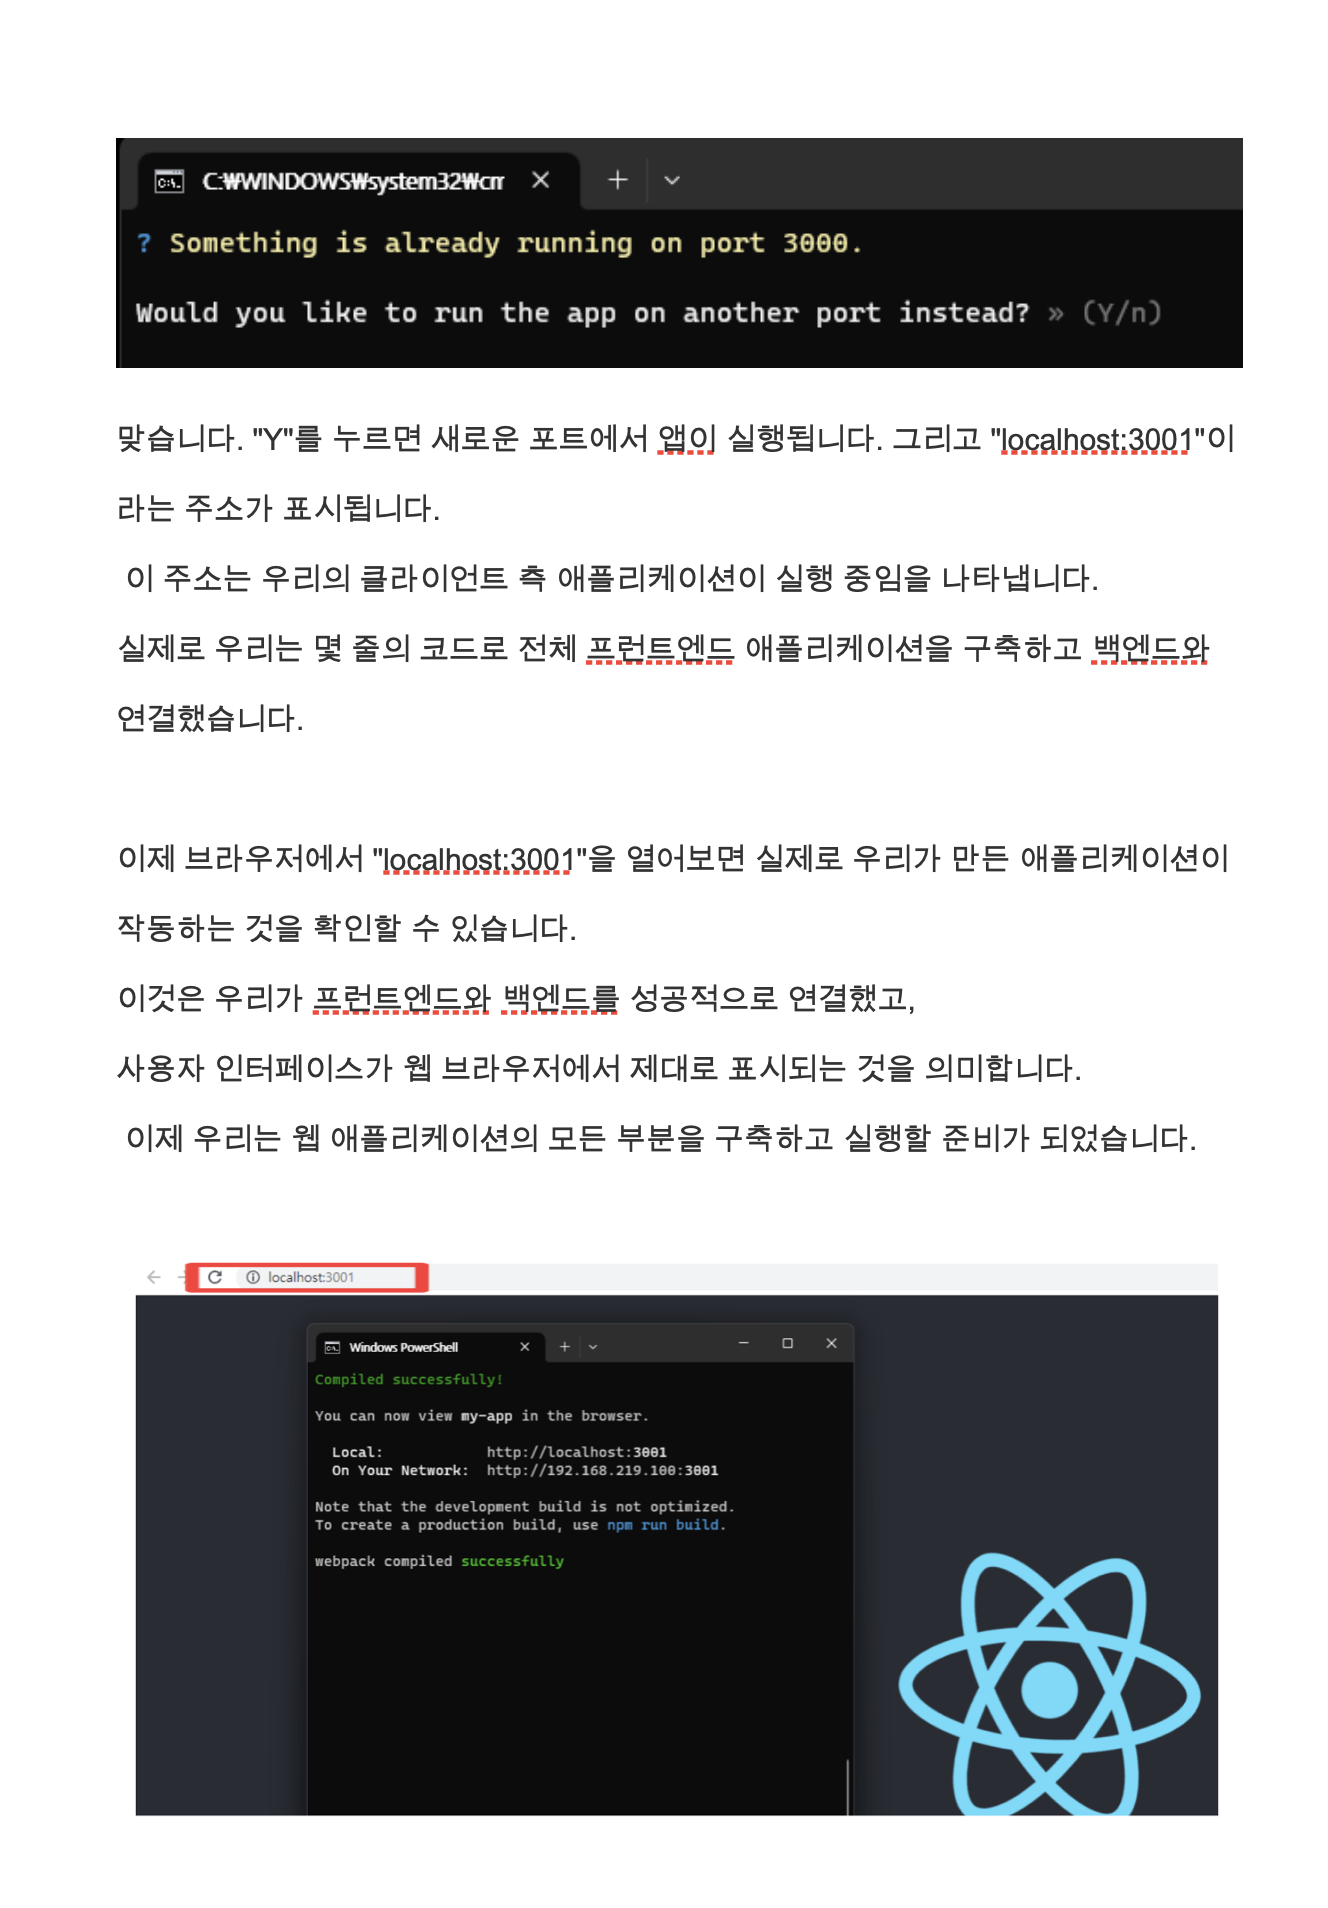 C:₩WINDOWS₩system32₩cm
? Something is already running on port 3000.
Would you like to run the app on another port instead? » (Y/n)
맞습니다. "Y"를 누르면 새로운 포트에서 앱이 실행됩니다. 그리고 "localhost:3001"이
라는 주소가 표시됩니다.
이 주소는 우리의 클라이언트 측 애플리케이션이 실행 중임을 나타냅니다.
실제로 우리는 몇 줄의 코드로 전체 프런트엔드 애플리케이션을 구축하고 백엔드와
연결했습니다.
이제 브라우저에서 "localhost:3001"을 열어보면 실제로 우리가 만든 애플리케이션이
작동하는 것을 확인할 수 있습니다.
이것은 우리가 프런트엔드와 백엔드를 성공적으로 연결했고,
사용자 인터페이스가 웹 브라우저에서 제대로 표시되는 것을 의미합니다.
이제 우리는 웹 애플리케이션의 모든 부분을 구축하고 실행할 준비가 되었습니다.
localhost:3001
Windows PowerShell
Compiled successfully!
You can now view my-app in the browser.
Local: http://localhost:3001
On Your Network: http://192.168.219.100:3001
Note that the development build is not optimized.
To create a production build, use npm run build.
webpack compiled successfully